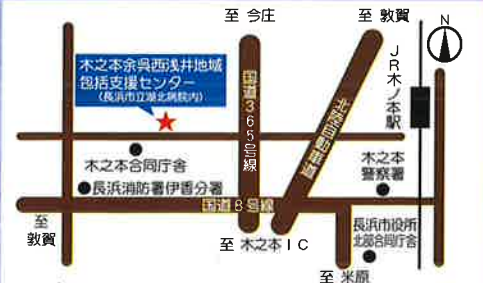 至 今庄
至 敦賀
N
木之本余呉西浅井地域
包括支援センター
(長浜市立湖北病院内)
国道365号線
北陸自動車道
JR木ノ本駅
木之本合同庁舎
長浜消防署伊香分署
木之本
警察署
国道8号線
至
敦賀
至 木之本IC
長浜市役所
北部合同庁舎
至 米原